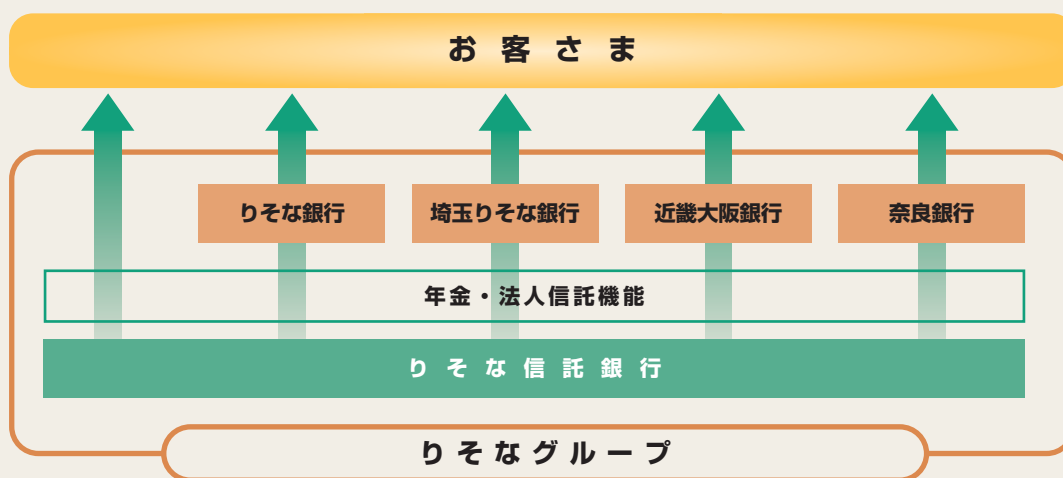 お客さま
りそな銀行
埼玉りそな銀行
近畿大阪銀行
奈良銀行
年金・法人信託機能
りそな信託銀行
りそなグループ